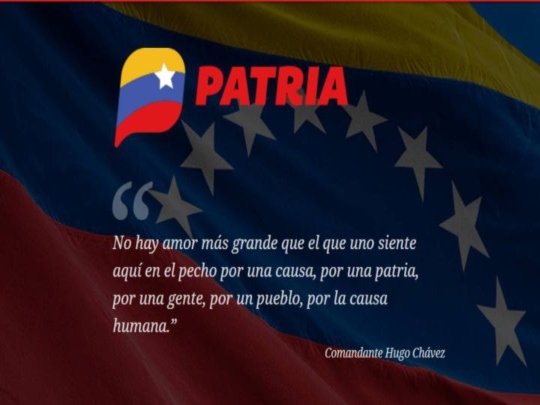 PATRIA
“
No hay amor más grande que el que uno siente
aquí en el pecho por una causa, por una patria,
por una gente, por un pueblo, por la causa
humana.”
Comandante Hugo Chávez